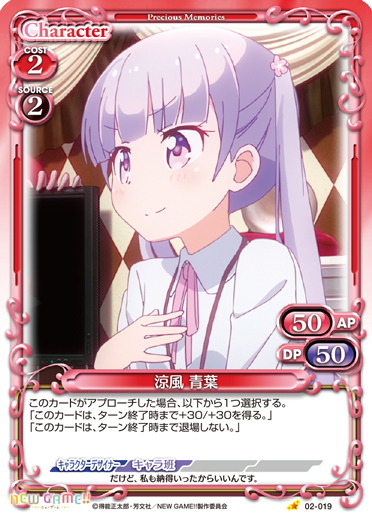 Precious Memories
Character
COST
2
SOURCE
2
50 AP
DP 50
涼風 青葉
このカードがアプローチした場合、以下から1つ選択する。
「このカードは、ターン終了時まで+30/+30を得る。」
「このカードは、ターン終了時まで退場しない。」
キャラクターデザイナー キャラ班
だけど、私も納得いったからいいんです。
NEW GAME!!
©得能正太郎・芳文社/NEW GAME!!製作委員会
02-019